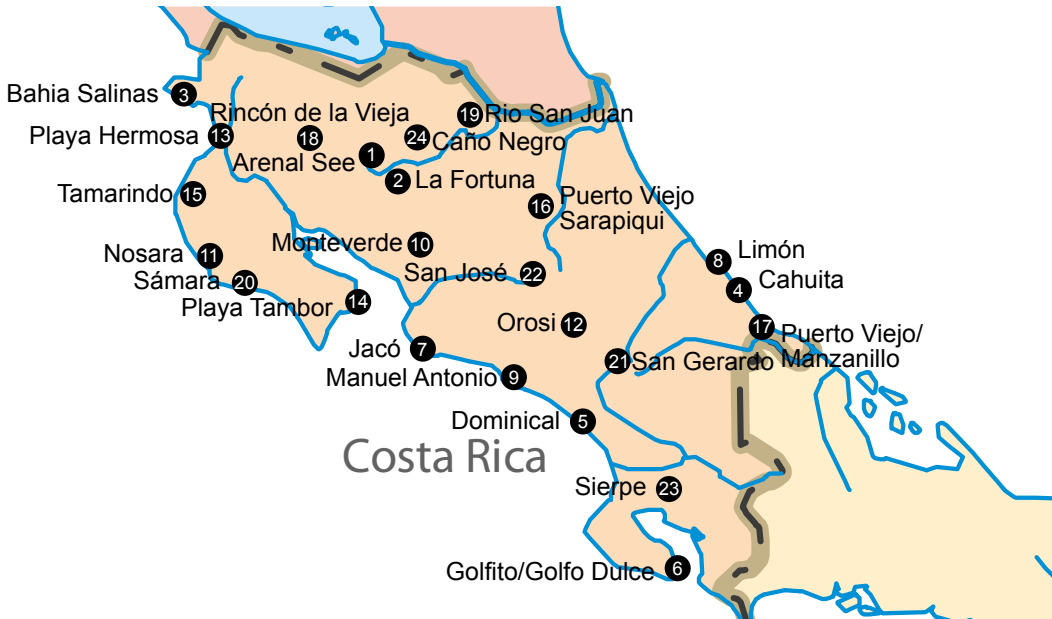 Bahia Salinas 3
Rincón de la Vieja
19 Rio San Juan
Playa Hermosa 13
18
24 Caño Negro
Arenal See 1
2 La Fortuna
Tamarindo 15
16 Puerto Viejo
Sarapiqui
Monteverde 10
Nosara 11
8 Limón
San José 22
Sámara 20
4 Cahuita
Playa Tambor 14
Orosi 12
17 Puerto Viejo/
Manzanillo
Jacó 7
21 San Gerardo
Manuel Antonio 9
Dominical 5
Costa Rica
Sierpe 23
Golfito/Golfo Dulce 6